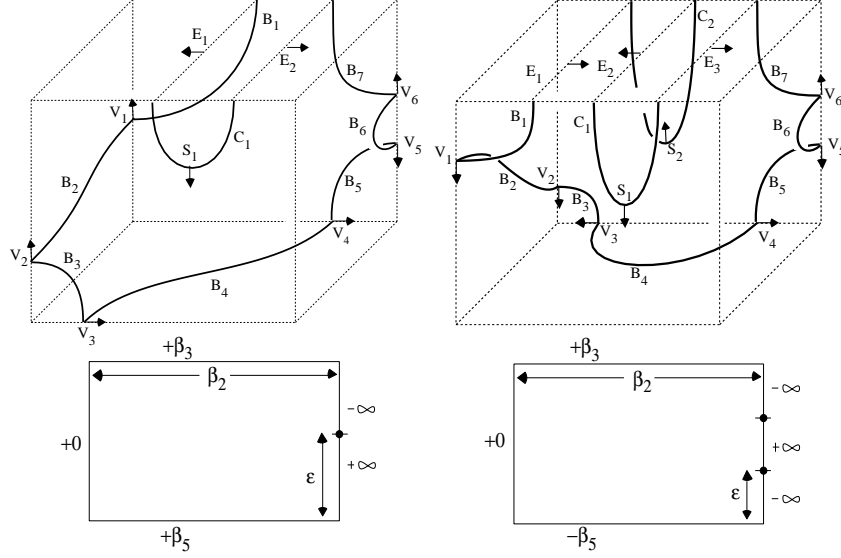 B1
E1
E2
B7
V6
V1
B6
S1
C1
V5
B2
B5
V4
V2
B3
B4
V3
C2
E1
E2
E3
B7
V6
B1
C1
B6
V5
S2
V1
B2
V2
S1
B5
B3
V3
V4
B4
+β3
β2
-∞
+0
+∞
ε
+β5
+β3
β2
-∞
+0
+∞
ε
-∞
-β5